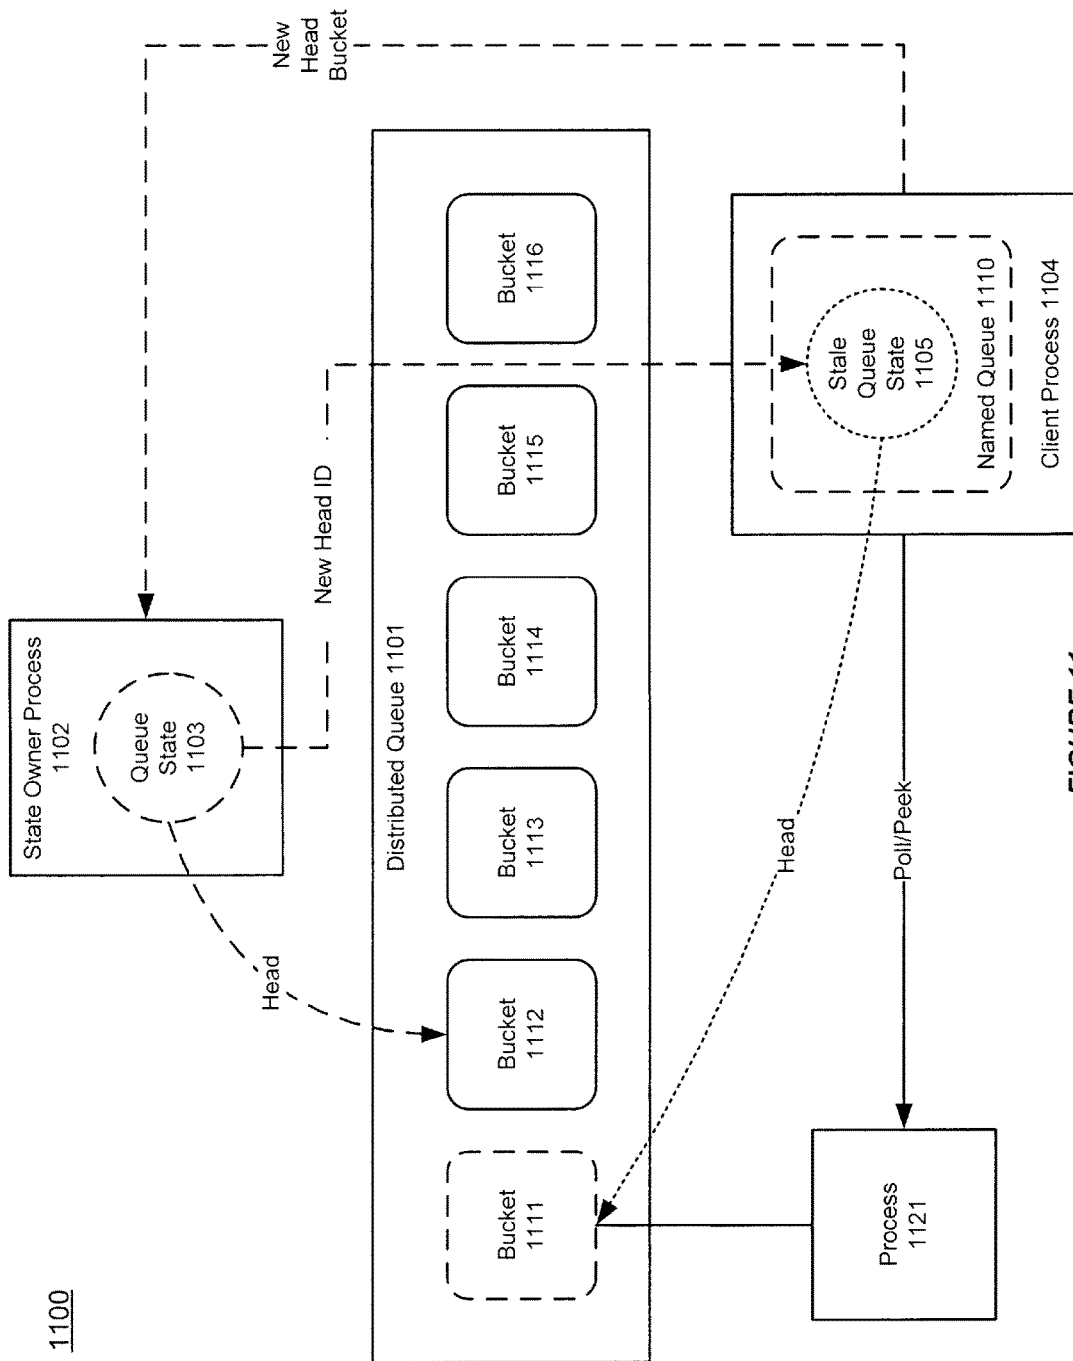 1100
State Owner Process
1102
Queue
State
1103
New
Head
Bucket
Head
New Head ID
Distributed Queue 1101
Bucket
1111
Bucket
1112
Bucket
1113
Bucket
1114
Bucket
1115
Bucket
1116
Head
Stale
Queue
State
1105
Named Queue 1110
Client Process 1104
Poll/Peek
Process
1121